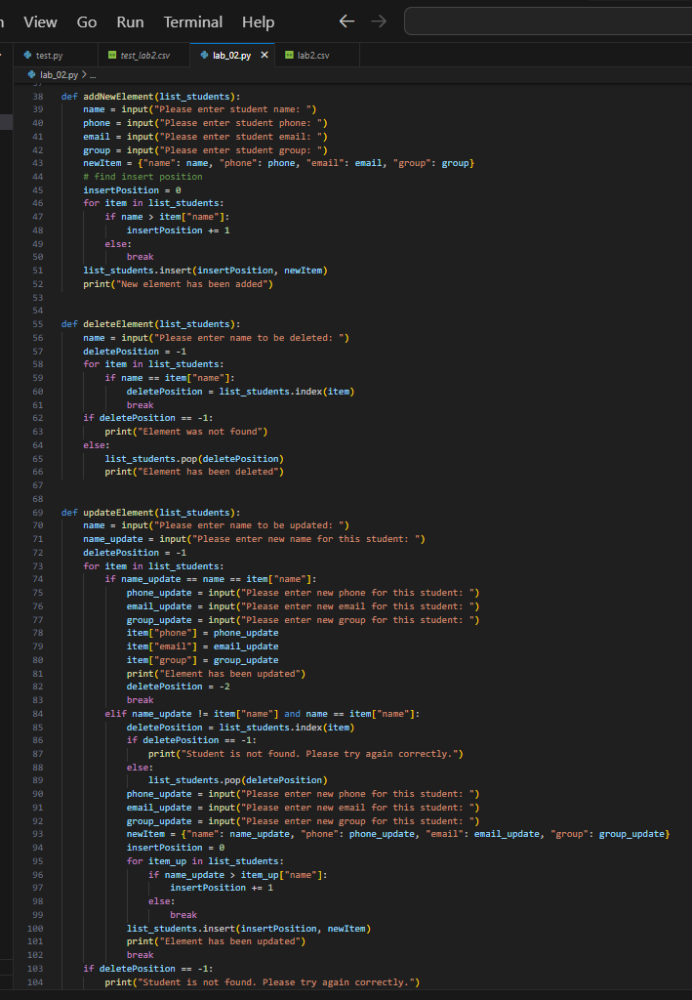 View Go Run Terminal Help
test.py test_lab2.csv lab_02.py lab2.csv
lab_02.py > ...
38 def addNewElement(list_students):
39     name = input("Please enter student name: ")
40     phone = input("Please enter student phone: ")
41     email = input("Please enter student email: ")
42     group = input("Please enter student group: ")
43     newItem = {"name": name, "phone": phone, "email": email, "group": group}
44     # find insert position
45     insertPosition = 0
46     for item in list_students:
47         if name > item["name"]:
48             insertPosition += 1
49         else:
50             break
51     list_students.insert(insertPosition, newItem)
52     print("New element has been added")
53
54
55 def deleteElement(list_students):
56     name = input("Please enter name to be deleted: ")
57     deletePosition = -1
58     for item in list_students:
59         if name == item["name"]:
60             deletePosition = list_students.index(item)
61             break
62     if deletePosition == -1:
63         print("Element was not found")
64     else:
65         list_students.pop(deletePosition)
66         print("Element has been deleted")
67
68
69 def updateElement(list_students):
70     name = input("Please enter name to be updated: ")
71     name_update = input("Please enter new name for this student: ")
72     deletePosition = -1
73     for item in list_students:
74         if name_update == name == item["name"]:
75             phone_update = input("Please enter new phone for this student: ")
76             email_update = input("Please enter new email for this student: ")
77             group_update = input("Please enter new group for this student: ")
78             item["phone"] = phone_update
79             item["email"] = email_update
80             item["group"] = group_update
81             print("Element has been updated")
82             deletePosition = -2
83             break
84         elif name_update != item["name"] and name == item["name"]:
85             deletePosition = list_students.index(item)
86             if deletePosition == -1:
87                 print("Student is not found. Please try again correctly.")
88             else:
89                 list_students.pop(deletePosition)
90             phone_update = input("Please enter new phone for this student: ")
91             email_update = input("Please enter new email for this student: ")
92             group_update = input("Please enter new group for this student: ")
93             newItem = {"name": name_update, "phone": phone_update, "email": email_update, "group": group_update}
94             insertPosition = 0
95             for item_up in list_students:
96                 if name_update > item_up["name"]:
97                     insertPosition += 1
98                 else:
99                     break
100             list_students.insert(insertPosition, newItem)
101             print("Element has been updated")
102             break
103     if deletePosition == -1:
104         print("Student is not found. Please try again correctly.")